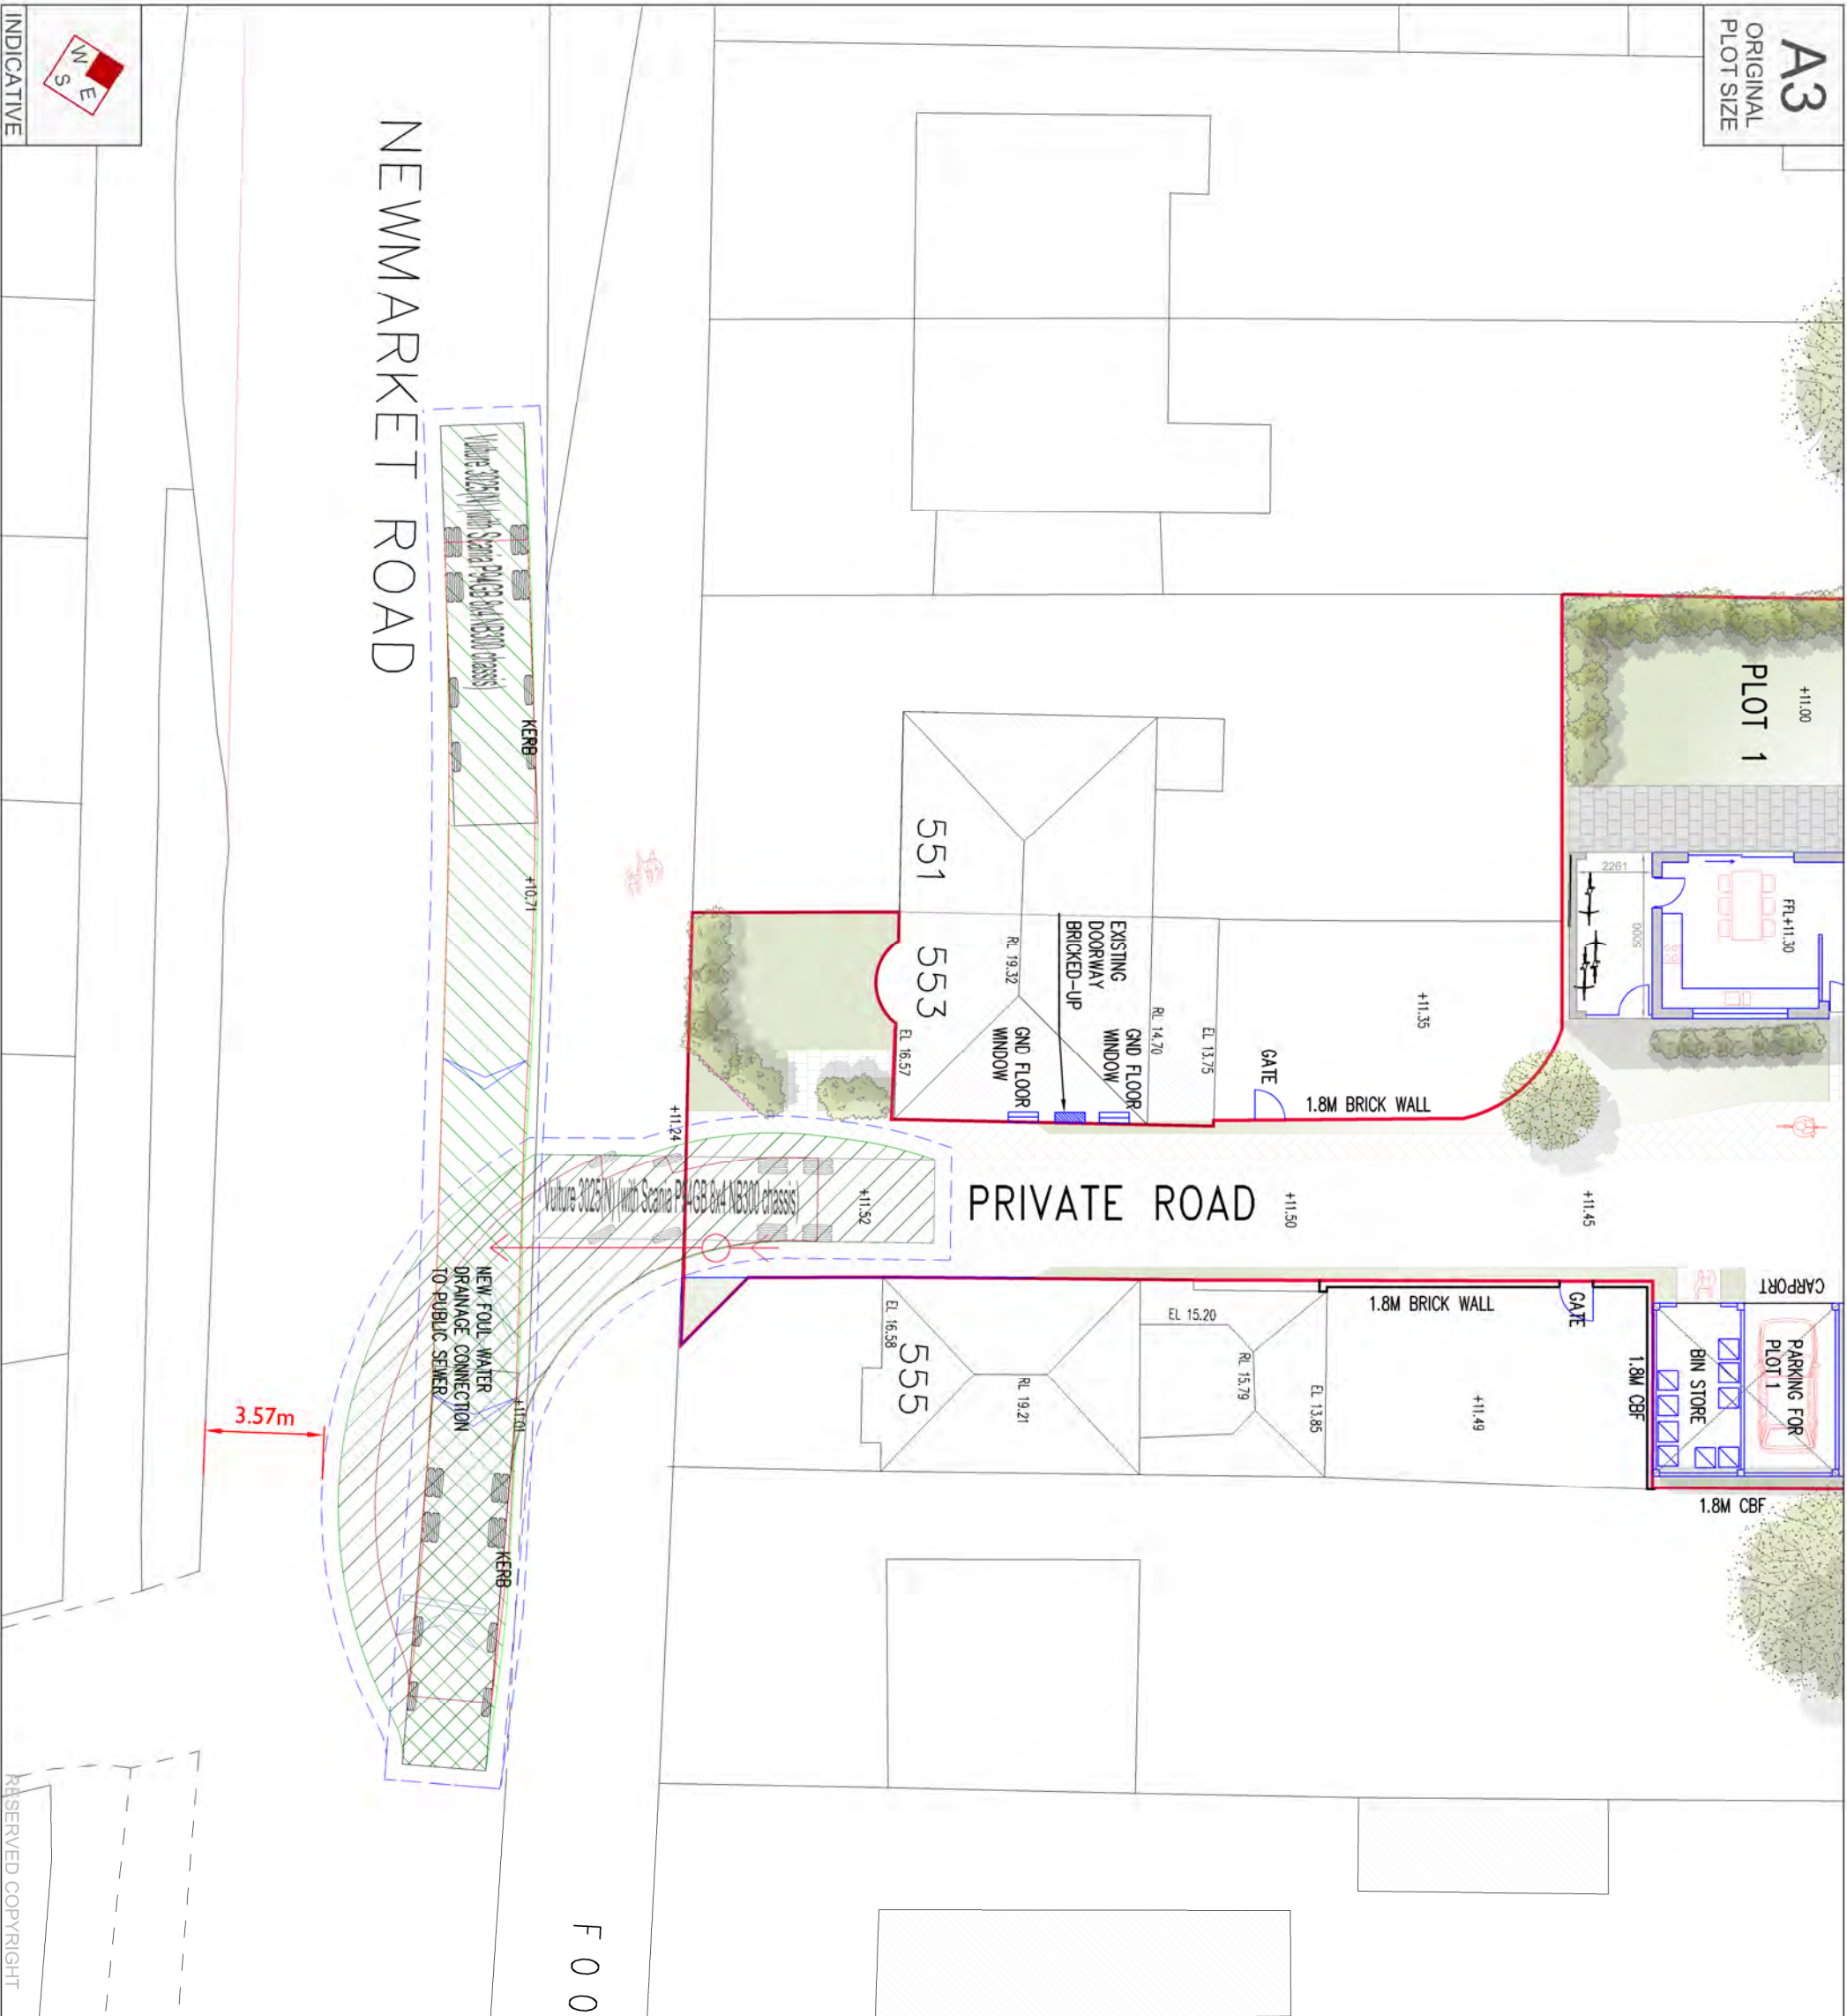 A3
ORIGINAL
PLOT SIZE
W
E
S
INDICATIVE
NEWMARKET ROAD
PLOT 1
+11.00
2261
5000
FFL+11.30
Vulture 3025(N) (with Scania P94GB 8x4 NB300 chassis)
KERB
+10.71
551
553
RL 19.32
EXISTING
DOORWAY
BRICKED-UP
GND FLOOR
WINDOW
GND FLOOR
WINDOW
RL 14.70
EL 13.75
EL 16.57
+11.35
GATE
1.8M BRICK WALL
+11.24
Vulture 3025(N) (with Scania P94GB 8x4 NB300 chassis)
+11.52
PRIVATE ROAD
+11.50
+11.45
NEW FOUL WATER
DRAINAGE CONNECTION
TO PUBLIC SEWER
+11.01
KERB
3.57m
555
EL 16.58
RL 19.21
EL 15.20
RL 15.79
EL 13.85
1.8M BRICK WALL
+11.49
GATE
CARPORT
PARKING FOR
PLOT 1
BIN STORE
1.8M CBF
1.8M CBF
FOO
RESERVED COPYRIGHT